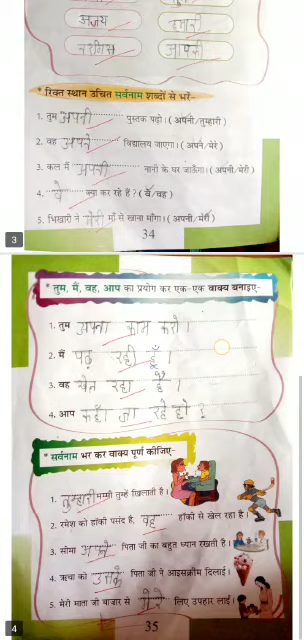 अजय
हमारी
नरगिस
आपकी
* रिक्त स्थान उचित सर्वनाम शब्दों से भरें-
1. तुम अपनी पुस्तक पढ़ो। (अपनी/तुम्हारी)
2. वह अपने विद्यालय जाएगा। (अपने/मेरे)
3. कल मैं अपनी नानी के घर जाऊँगा। (अपनी/मेरी)
4. वे क्या कर रहे हैं? (वे/वह)
5. भिखारी ने मेरी माँ से खाना माँगा। (अपनी/मेरी)
34
3
* तुम, मैं, वह, आप का प्रयोग कर एक-एक वाक्य बनाइए-
1. तुम अपना काम करो।
2. मैं पढ़ रही हूँ।
3. वह खेल रहा है।
4. आप कहाँ जा रहे हो?
* सर्वनाम भर कर वाक्य पूर्ण कीजिए-
1. तुम्हारी मम्मी तुम्हें खिलाती है।
2. रमेश को हॉकी पसंद है, वह हॉकी से खेल रहा है।
3. सीमा अपने पिता जी का बहुत ध्यान रखती है।
4. ऋचा को उसके पिता जी ने आइसक्रीम दिलाई।
5. मेरी माता जी बाजार से मेरे लिए उपहार लाई।
35
4